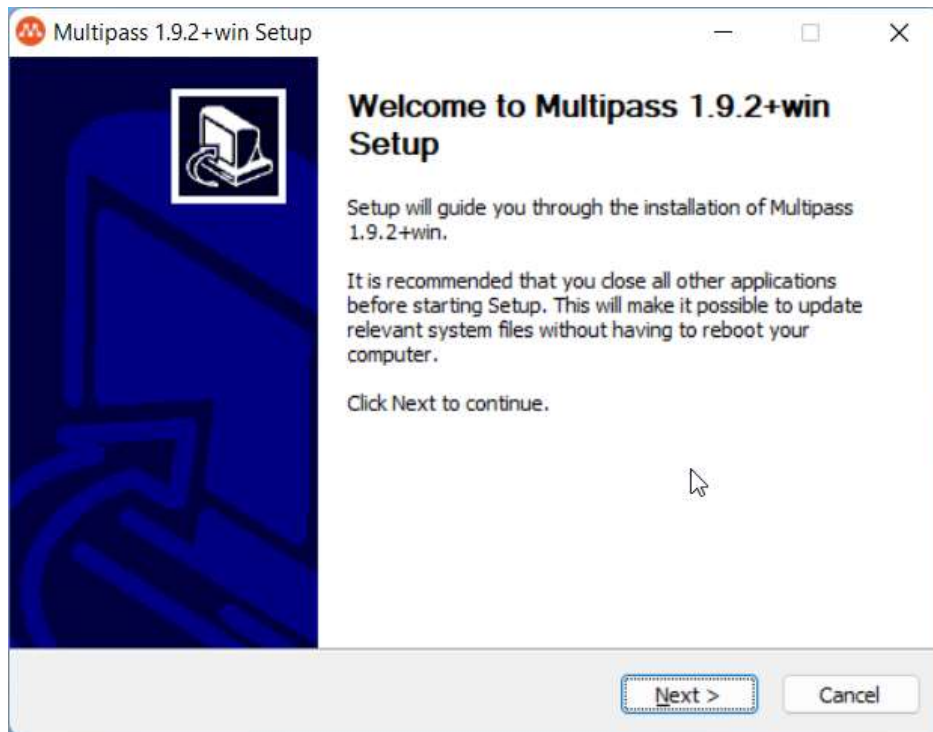 Multipass 1.9.2+win Setup
Welcome to Multipass 1.9.2+win
Setup
Setup will guide you through the installation of Multipass
1.9.2+win.
It is recommended that you close all other applications
before starting Setup. This will make it possible to update
relevant system files without having to reboot your
computer.
Click Next to continue.
Next >
Cancel